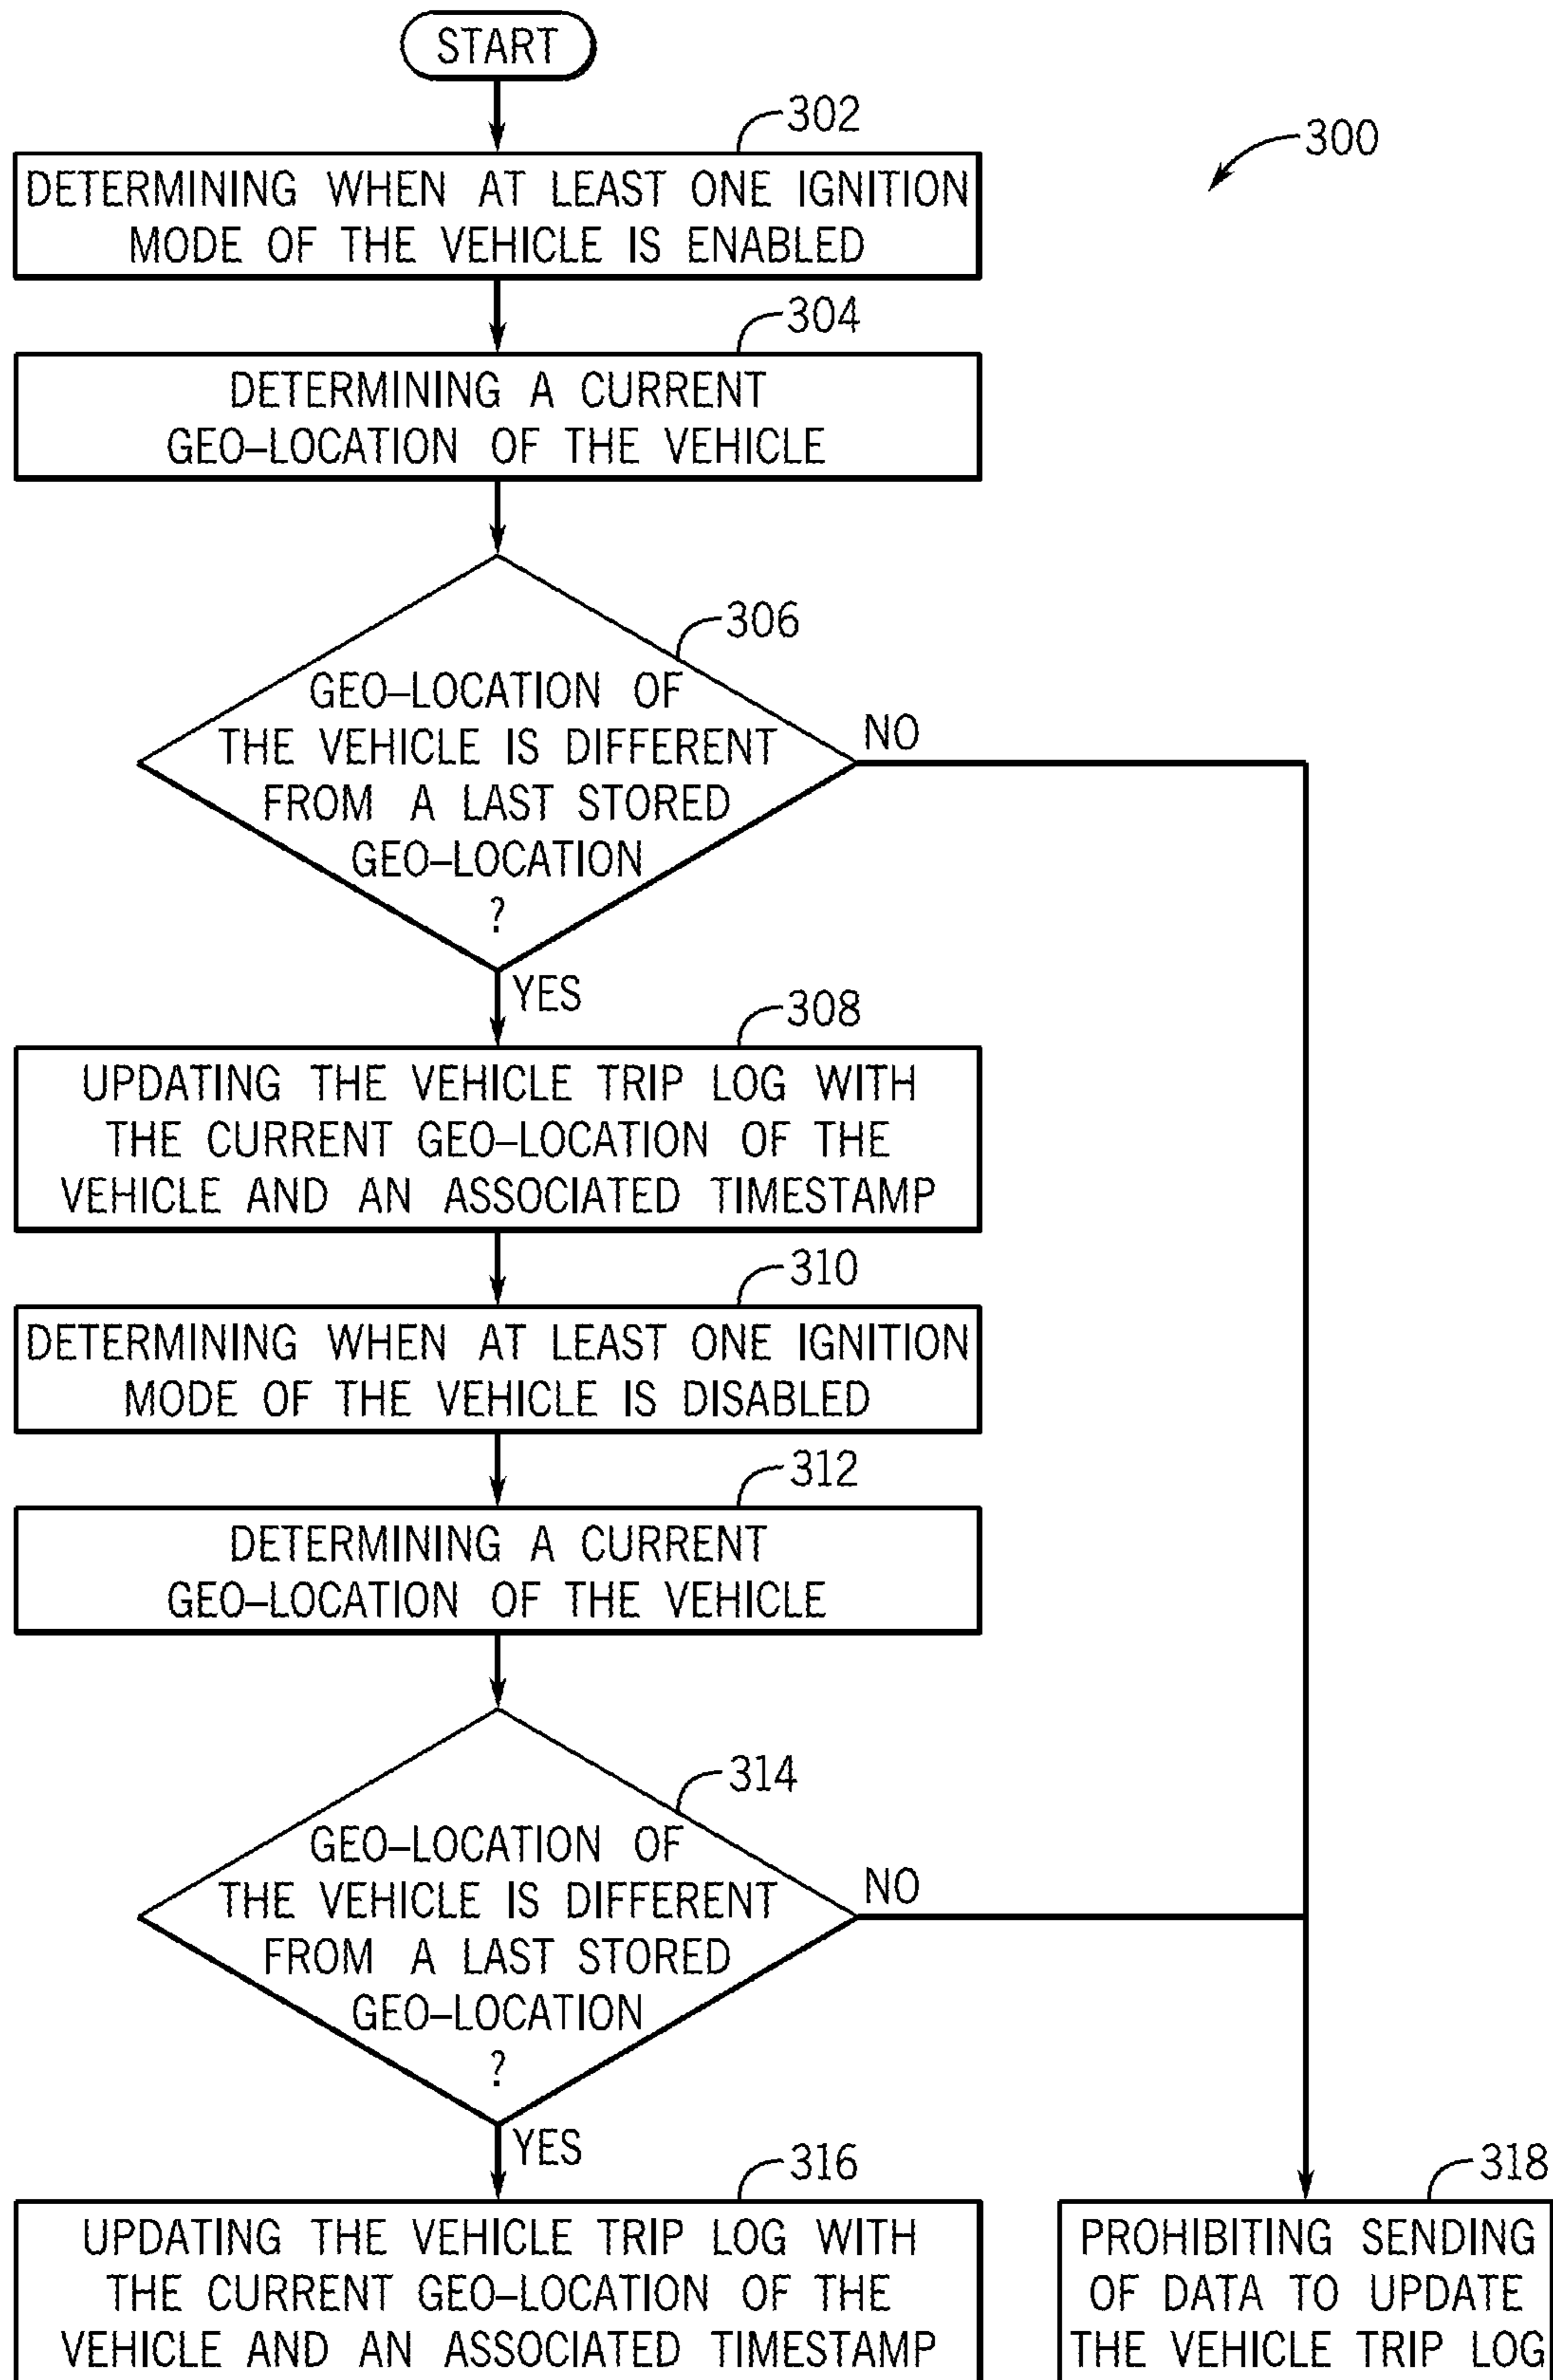 START
302
300
DETERMINING WHEN AT LEAST ONE IGNITION
MODE OF THE VEHICLE IS ENABLED
304
DETERMINING A CURRENT
GEO–LOCATION OF THE VEHICLE
306
GEO–LOCATION OF
THE VEHICLE IS DIFFERENT
FROM A LAST STORED
GEO–LOCATION
?
NO
YES
308
UPDATING THE VEHICLE TRIP LOG WITH
THE CURRENT GEO–LOCATION OF THE
VEHICLE AND AN ASSOCIATED TIMESTAMP
310
DETERMINING WHEN AT LEAST ONE IGNITION
MODE OF THE VEHICLE IS DISABLED
312
DETERMINING A CURRENT
GEO–LOCATION OF THE VEHICLE
314
GEO–LOCATION OF
THE VEHICLE IS DIFFERENT
FROM A LAST STORED
GEO–LOCATION
?
NO
YES
316
UPDATING THE VEHICLE TRIP LOG WITH
THE CURRENT GEO–LOCATION OF THE
VEHICLE AND AN ASSOCIATED TIMESTAMP
318
PROHIBITING SENDING
OF DATA TO UPDATE
THE VEHICLE TRIP LOG